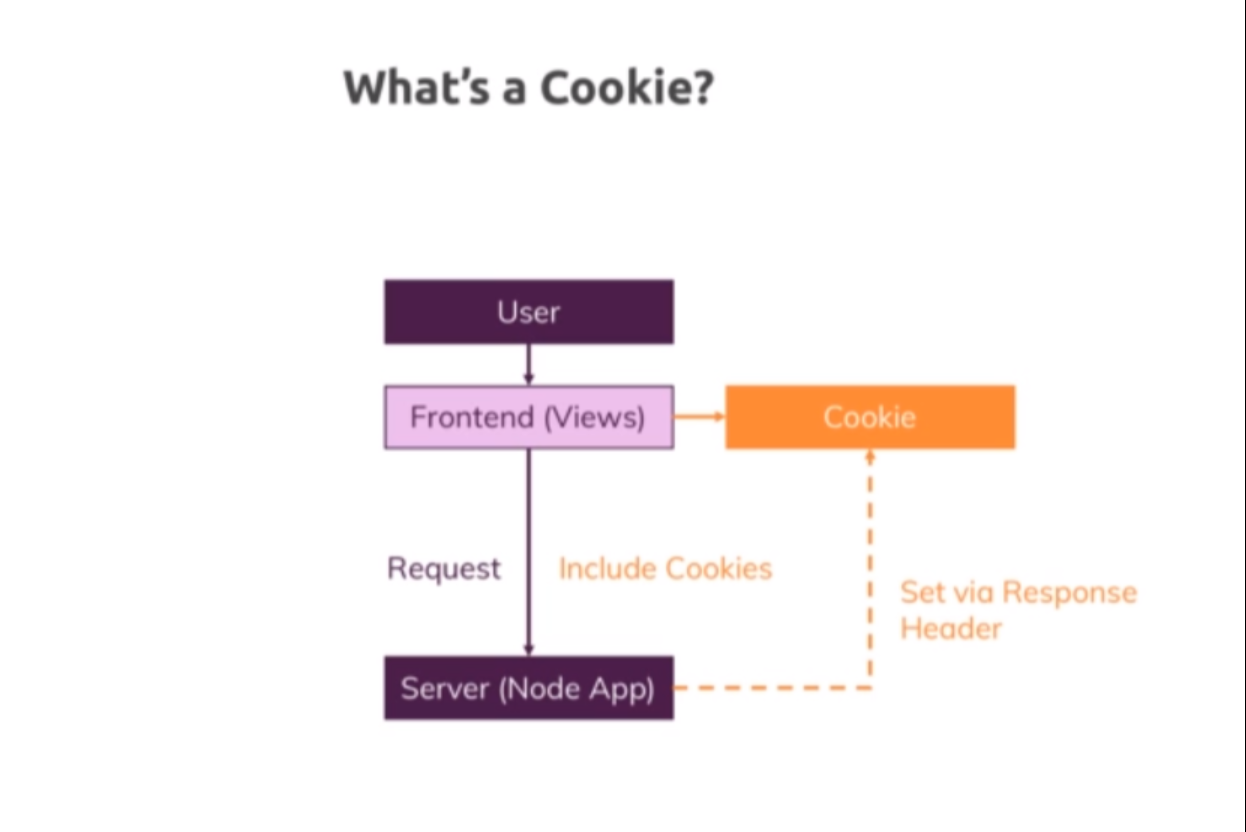 What's a Cookie?
User
Frontend (Views)
Cookie
Request
Include Cookies
Set via Response
Header
Server (Node App)